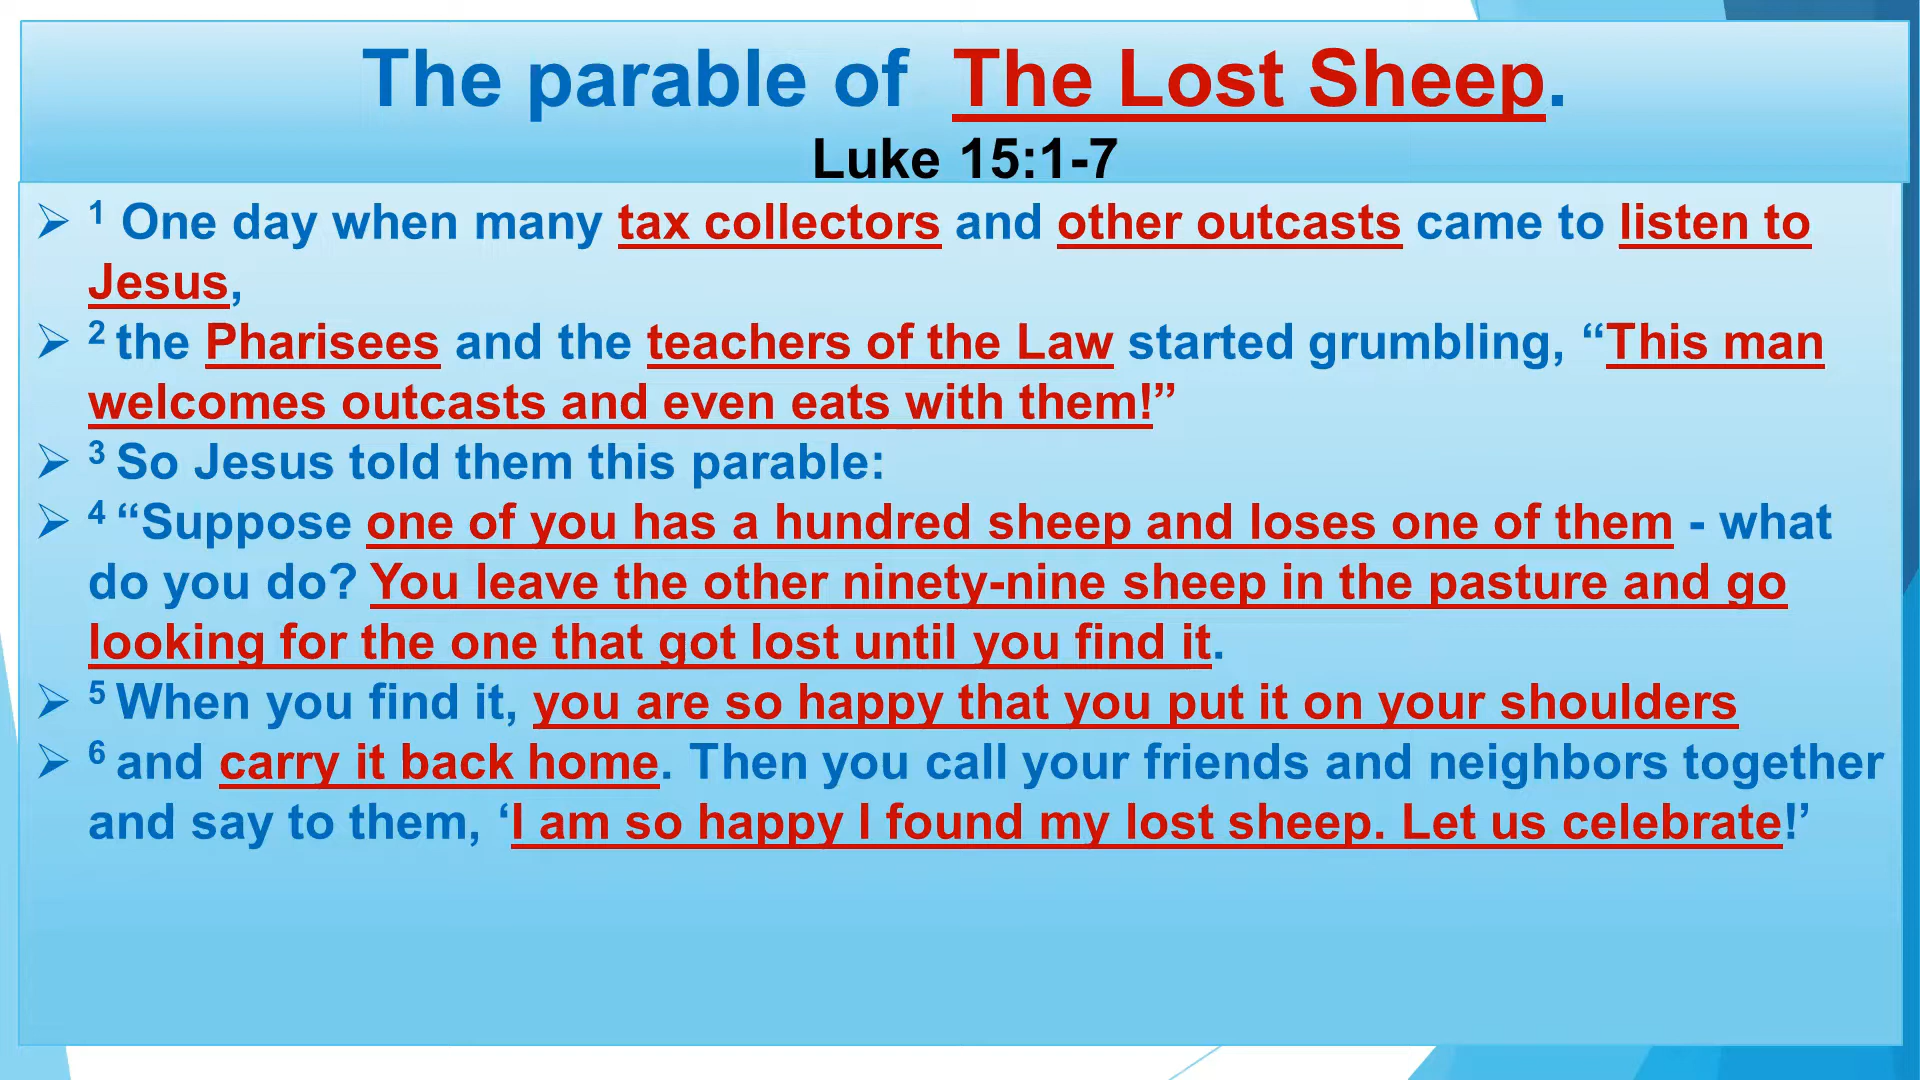 The parable of The Lost Sheep.
Luke 15:1-7
➢ 1 One day when many tax collectors and other outcasts came to listen to
Jesus,
➢ 2 the Pharisees and the teachers of the Law started grumbling, “This man
welcomes outcasts and even eats with them!”
➢ 3 So Jesus told them this parable:
➢ 4 “Suppose one of you has a hundred sheep and loses one of them - what
do you do? You leave the other ninety-nine sheep in the pasture and go
looking for the one that got lost until you find it.
➢ 5 When you find it, you are so happy that you put it on your shoulders
➢ 6 and carry it back home. Then you call your friends and neighbors together
and say to them, ‘I am so happy I found my lost sheep. Let us celebrate!’